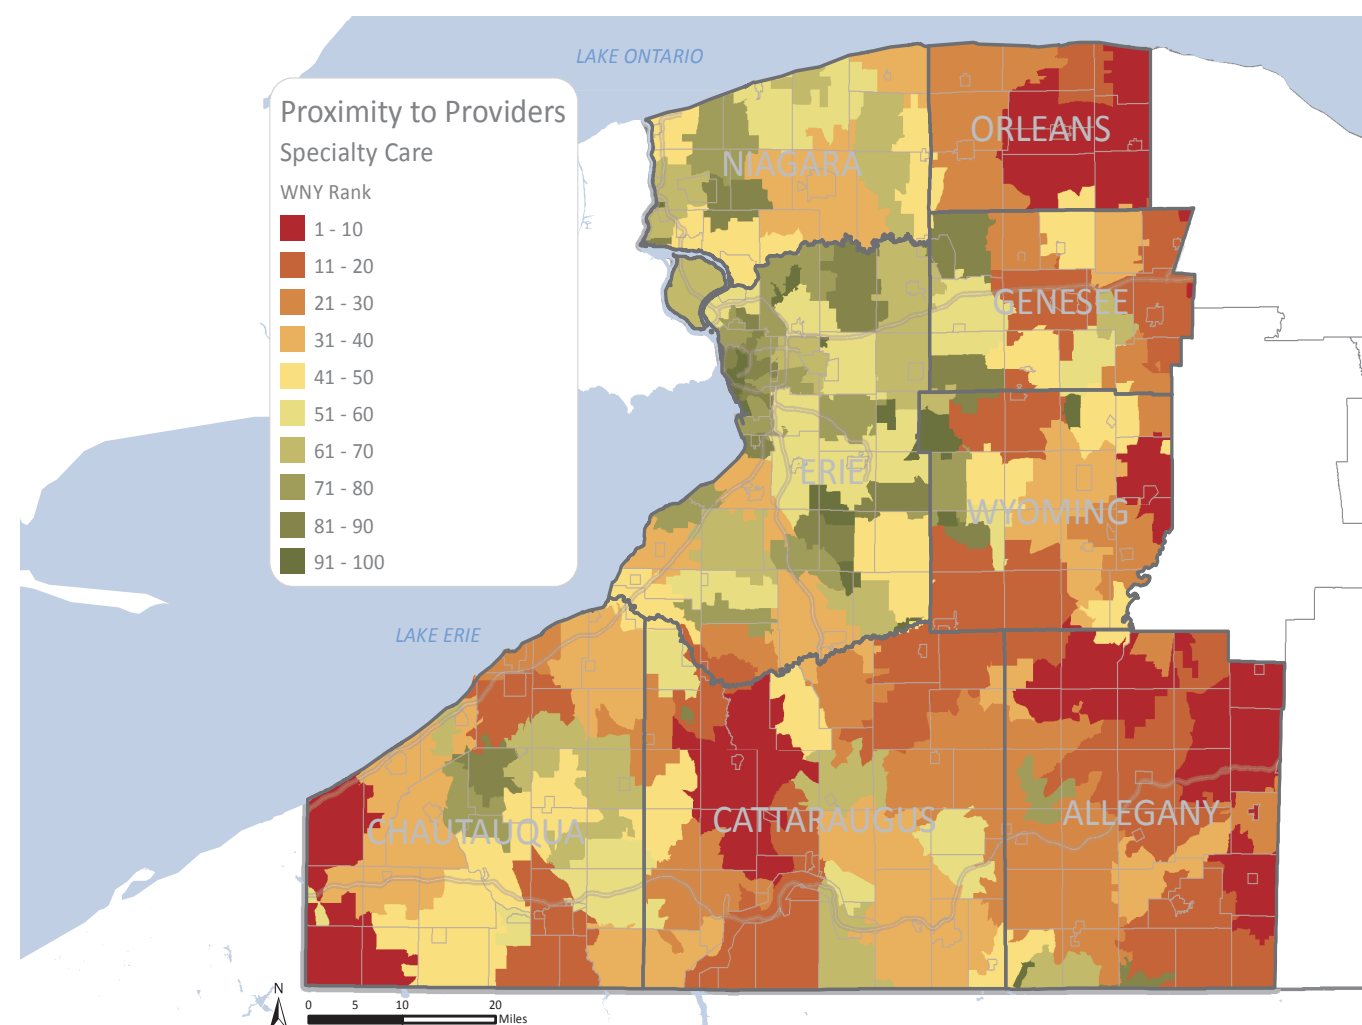 LAKE ONTARIO
Proximity to Providers
Specialty Care
WNY Rank
1 - 10
11 - 20
21 - 30
31 - 40
41 - 50
51 - 60
61 - 70
71 - 80
81 - 90
91 - 100
ORLEANS
NIAGARA
GENESEE
ERIE
WYOMING
LAKE ERIE
CHAUTAUQUA
CATTARAUGUS
ALLEGANY
N
0 5 10 20
Miles